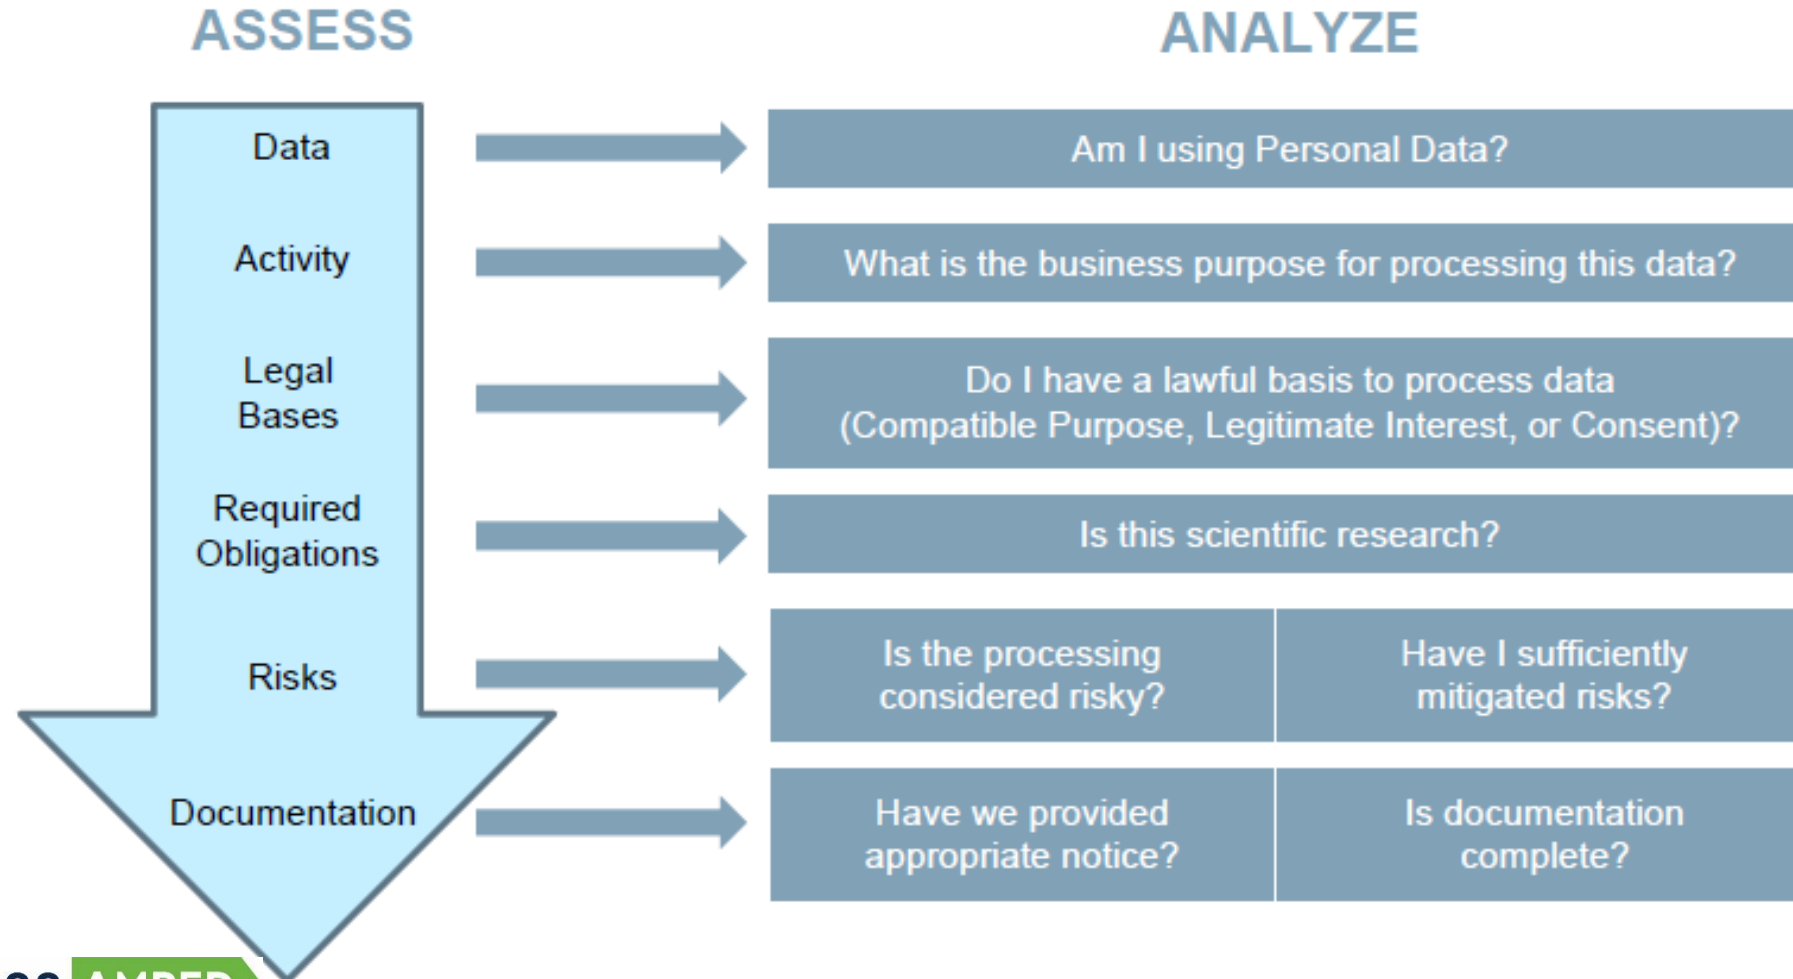 ASSESS
ANALYZE
Data
Am I using Personal Data?
Activity
What is the business purpose for processing this data?
Legal
Bases
Do I have a lawful basis to process data
(Compatible Purpose, Legitimate Interest, or Consent)?
Required
Obligations
Is this scientific research?
Risks
Is the processing
considered risky?
Have I sufficiently
mitigated risks?
Documentation
Have we provided
appropriate notice?
Is documentation
complete?